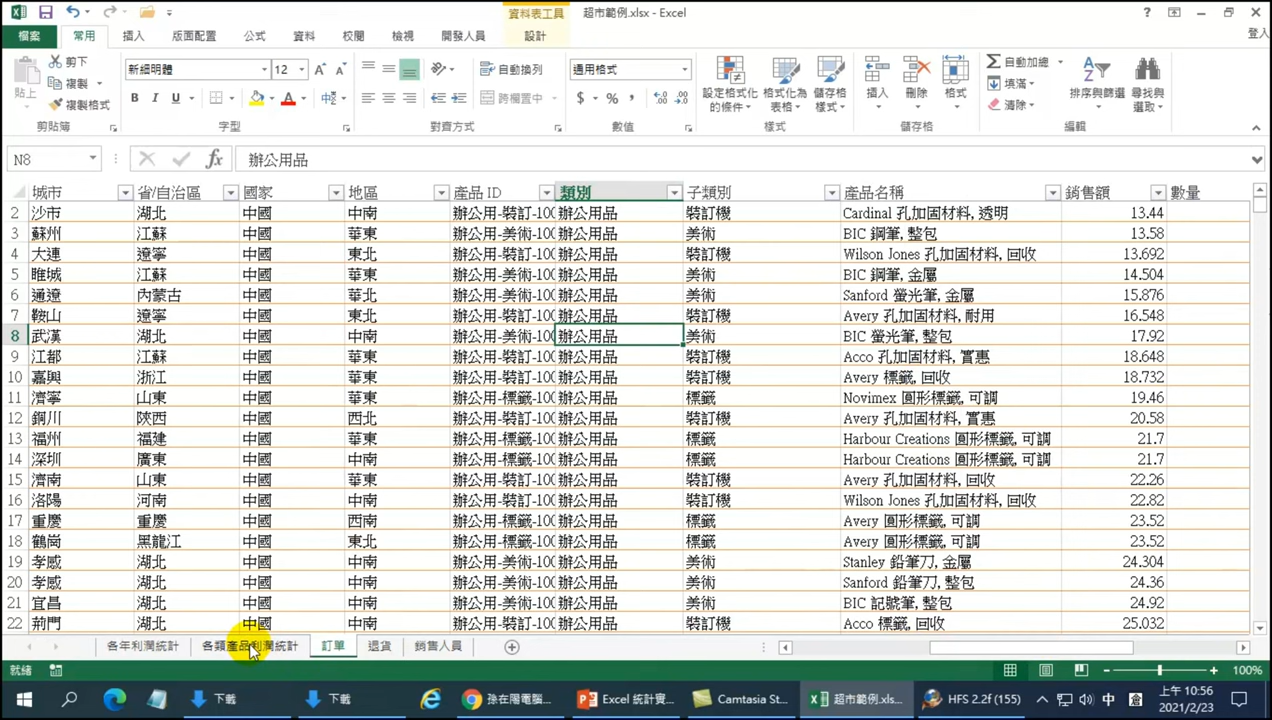 資料表工具
超市範例.xlsx - Excel
?
登入
檔案 常用 插入 版面配置 公式 資料 校閱 檢視 開發人員 設計
貼上
剪下
複製
複製格式
新細明體 12
B I U
自動換列
跨欄置中
通用格式
$ % ,
設定格式化的條件
格式化為表格
儲存格樣式
插入
刪除
格式
自動加總
填滿
清除
排序與篩選
尋找與選取
剪貼簿 字型 對齊方式 數值 樣式 儲存格 編輯
N8 fx 辦公用品
城市 省/自治區 國家 地區 產品 ID 類別 子類別 產品名稱 銷售額 數量
2 沙市 湖北 中國 中南 辦公用-裝訂-100 辦公用品 裝訂機 Cardinal 孔加固材料, 透明 13.44
3 蘇州 江蘇 中國 華東 辦公用-美術-100 辦公用品 美術 BIC 鋼筆, 整包 13.58
4 大連 遼寧 中國 東北 辦公用-裝訂-100 辦公用品 裝訂機 Wilson Jones 孔加固材料, 回收 13.692
5 睢城 江蘇 中國 華東 辦公用-美術-100 辦公用品 美術 BIC 鋼筆, 金屬 14.504
6 通遼 內蒙古 中國 華北 辦公用-美術-100 辦公用品 美術 Sanford 螢光筆, 金屬 15.876
7 鞍山 遼寧 中國 東北 辦公用-裝訂-100 辦公用品 裝訂機 Avery 孔加固材料, 耐用 16.548
8 武漢 湖北 中國 中南 辦公用-美術-100 辦公用品 美術 BIC 螢光筆, 整包 17.92
9 江都 江蘇 中國 華東 辦公用-裝訂-100 辦公用品 裝訂機 Acco 孔加固材料, 實惠 18.648
10 嘉興 浙江 中國 華東 辦公用-裝訂-100 辦公用品 裝訂機 Avery 標籤, 回收 18.732
11 濟寧 山東 中國 華東 辦公用-標籤-100 辦公用品 標籤 Novimex 圓形標籤, 可調 19.46
12 銅川 陝西 中國 西北 辦公用-裝訂-100 辦公用品 裝訂機 Avery 孔加固材料, 實惠 20.58
13 福州 福建 中國 華東 辦公用-標籤-100 辦公用品 標籤 Harbour Creations 圓形標籤, 可調 21.7
14 深圳 廣東 中國 中南 辦公用-標籤-100 辦公用品 標籤 Harbour Creations 圓形標籤, 可調 21.7
15 濟南 山東 中國 華東 辦公用-裝訂-100 辦公用品 裝訂機 Avery 孔加固材料, 回收 22.26
16 洛陽 河南 中國 中南 辦公用-裝訂-100 辦公用品 裝訂機 Wilson Jones 孔加固材料, 回收 22.82
17 重慶 重慶 中國 西南 辦公用-標籤-100 辦公用品 標籤 Avery 圓形標籤, 可調 23.52
18 鶴崗 黑龍江 中國 東北 辦公用-標籤-100 辦公用品 標籤 Avery 圓形標籤, 可調 23.52
19 孝感 湖北 中國 中南 辦公用-美術-100 辦公用品 美術 Stanley 鉛筆刀, 金屬 24.304
20 孝感 湖北 中國 中南 辦公用-美術-100 辦公用品 美術 Sanford 鉛筆刀, 整包 24.36
21 宜昌 湖北 中國 中南 辦公用-美術-100 辦公用品 美術 BIC 記號筆, 整包 24.92
22 荊門 湖北 中國 中南 辦公用-裝訂-100 辦公用品 裝訂機 Acco 標籤, 回收 25.032
各年利潤統計 各類產品利潤統計 訂單 退貨 銷售人員
就緒 100%
下載 下載 孫在陽電腦... Excel 統計實... Camtasia St... 超市範例.xls... HFS 2.2f (155) 中 倉 上午 10:56
2021/2/23